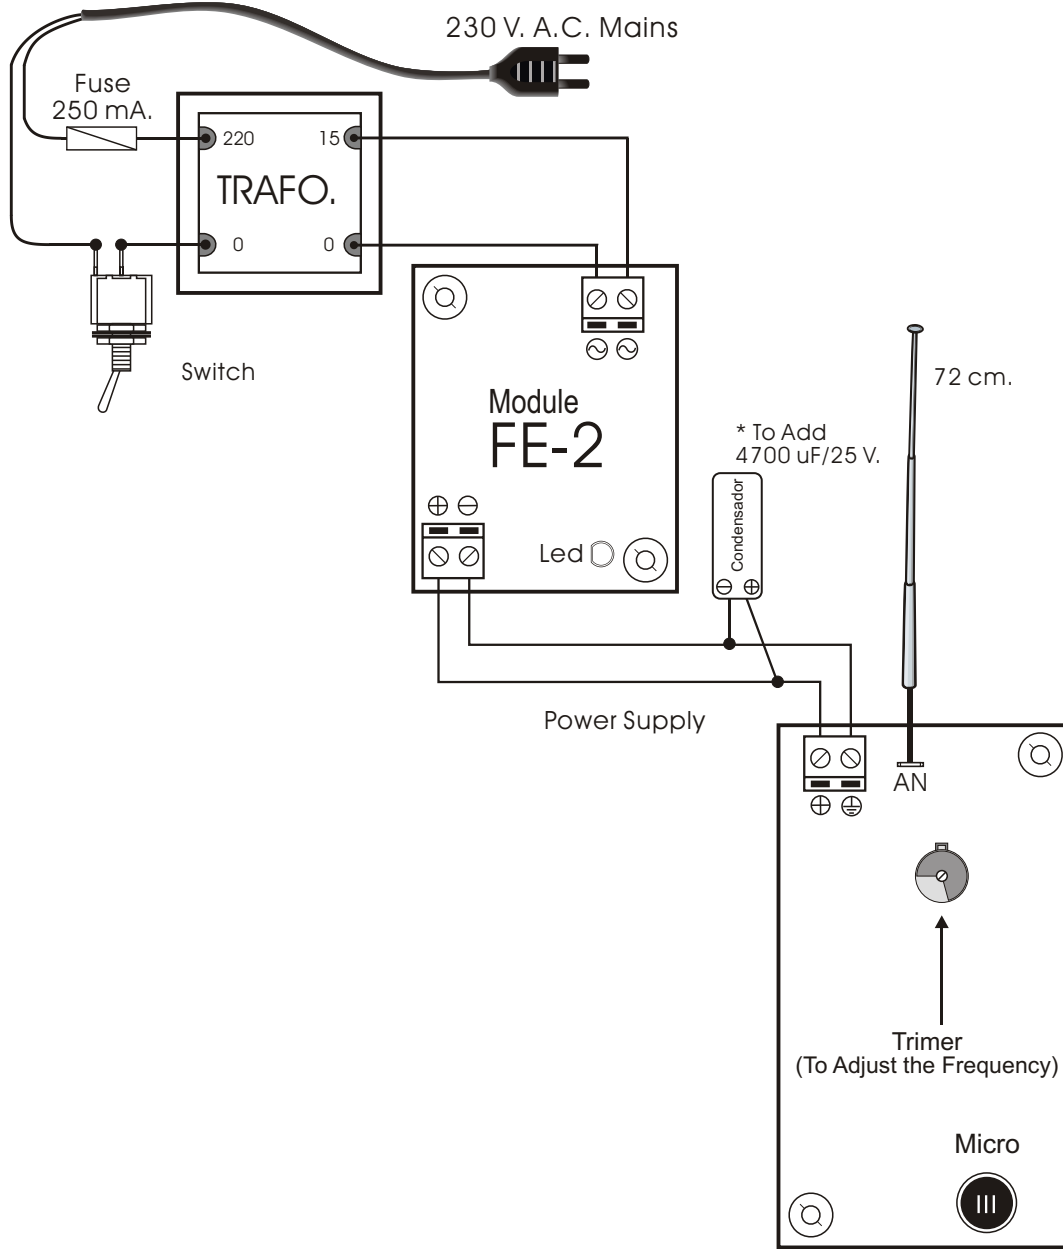 230 V. A.C. Mains
Fuse
250 mA.
220
15
TRAFO.
0
0
Switch
Module
FE-2
Led
* To Add
4700 uF/25 V.
Condensador
72 cm.
Power Supply
AN
Trimer
(To Adjust the Frequency)
Micro